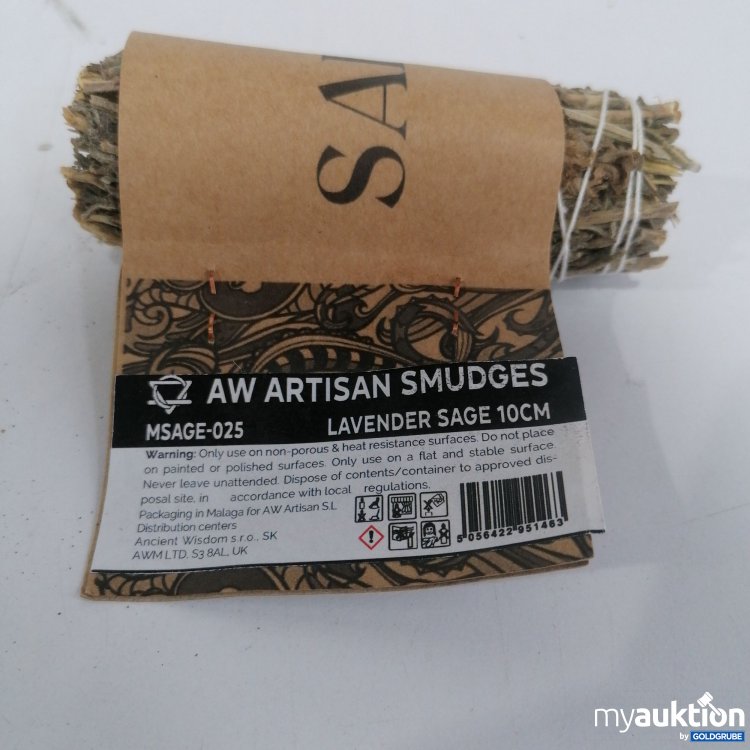 SA
AW ARTISAN SMUDGES
MSAGE-025 LAVENDER SAGE 10CM
Warning: Only use on non-porous & heat resistance surfaces. Do not place
on painted or polished surfaces. Only use on a flat and stable surface.
Never leave unattended. Dispose of contents/container to approved dis-
posal site, in accordance with local regulations.
Packaging in Malaga for AW Artisan S.L
Distribution centers
Ancient Wisdom s.r.o., SK
AWM LTD. S3 8AL, UK
5 056422 951463
myauktion
by GOLDGRUBE